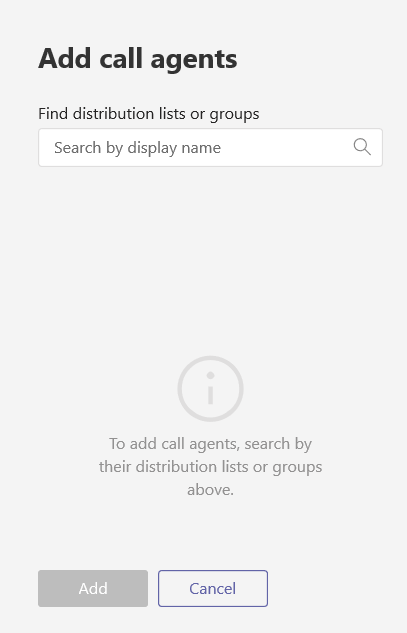 Add call agents
Find distribution lists or groups
Search by display name
To add call agents, search by
their distribution lists or groups
above.
Add
Cancel